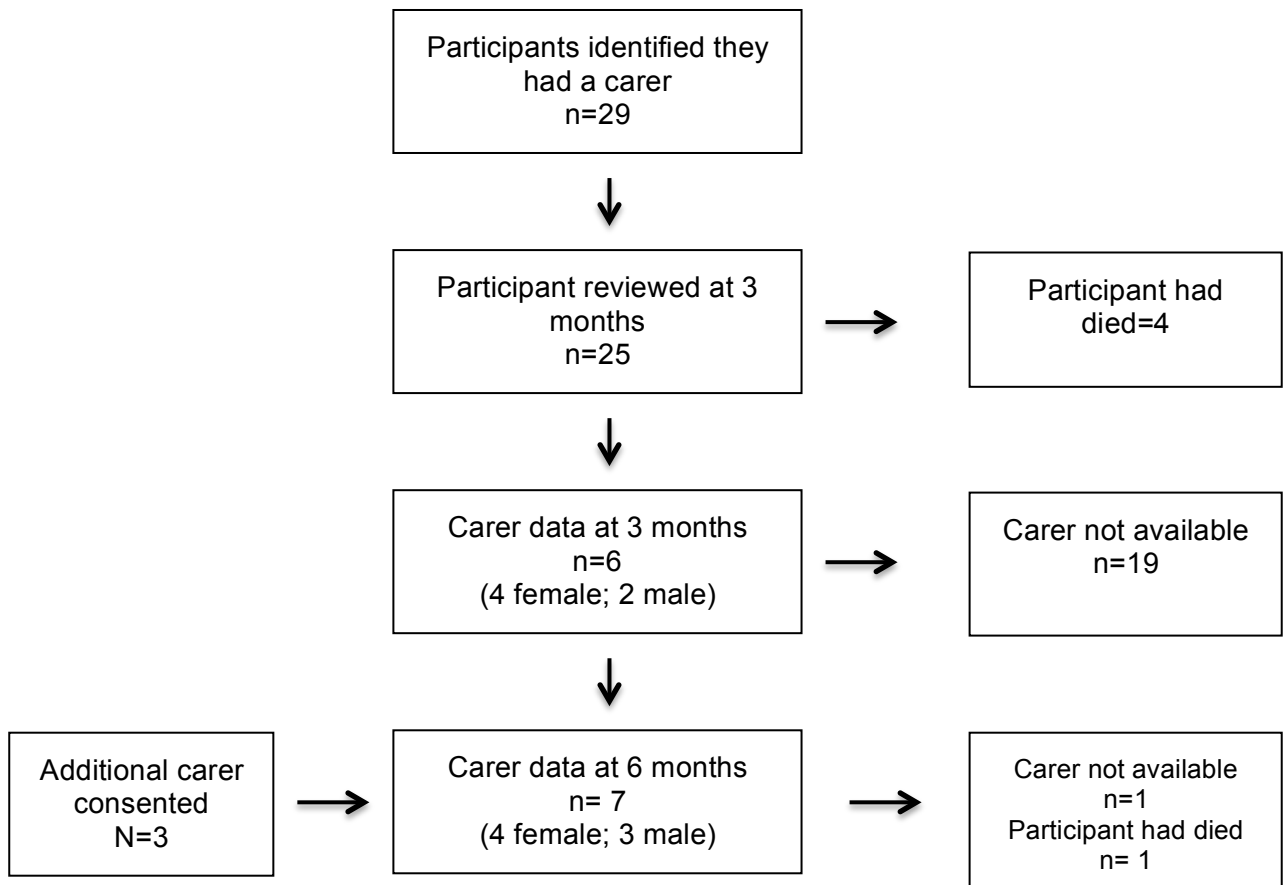 Participants identified they
had a carer
n=29
Participant reviewed at 3
months
n=25
Participant had
died=4
Carer data at 3 months
n=6
(4 female; 2 male)
Carer not available
n=19
Additional carer
consented
N=3
Carer data at 6 months
n= 7
(4 female; 3 male)
Carer not available
n=1
Participant had died
n= 1